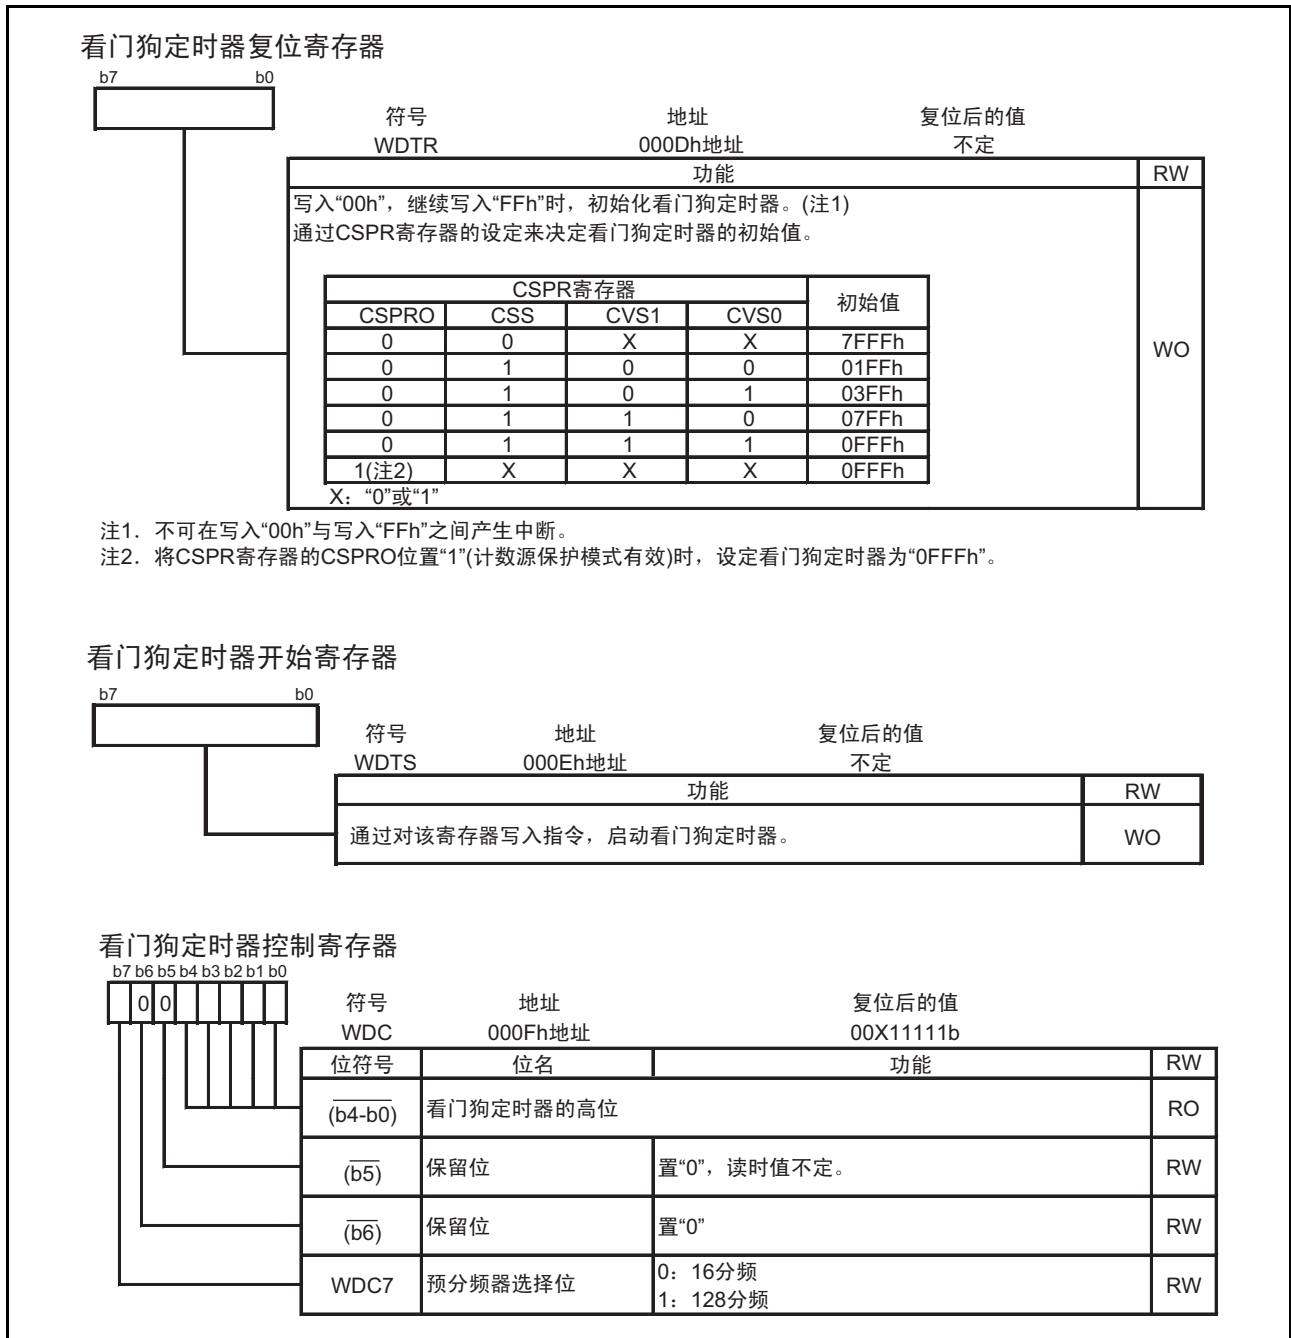 看门狗定时器复位寄存器
b7 b0
符号 地址 复位后的值
WDTR 000Dh地址 不定
功能 RW
写入“00h”，继续写入“FFh”时，初始化看门狗定时器。(注1)
通过CSPR寄存器的设定来决定看门狗定时器的初始值。
CSPR寄存器 初始值
CSPRO CSS CVS1 CVS0
0 0 X X 7FFFh
0 1 0 0 01FFh
0 1 0 1 03FFh
0 1 1 0 07FFh
0 1 1 1 0FFFh
1(注2) X X X 0FFFh
X：“0”或“1”
WO
注1．不可在写入“00h”与写入“FFh”之间产生中断。
注2．将CSPR寄存器的CSPRO位置“1”(计数源保护模式有效)时，设定看门狗定时器为“0FFFh”。
看门狗定时器开始寄存器
b7 b0
符号 地址 复位后的值
WDTS 000Eh地址 不定
功能 RW
通过对该寄存器写入指令，启动看门狗定时器。 WO
看门狗定时器控制寄存器
b7 b6 b5 b4 b3 b2 b1 b0
0 0
符号 地址 复位后的值
WDC 000Fh地址 00X11111b
位符号 位名 功能 RW
(b4-b0) 看门狗定时器的高位 RO
(b5) 保留位 置“0”，读时值不定。 RW
(b6) 保留位 置“0” RW
WDC7 预分频器选择位 0：16分频 RW
1：128分频